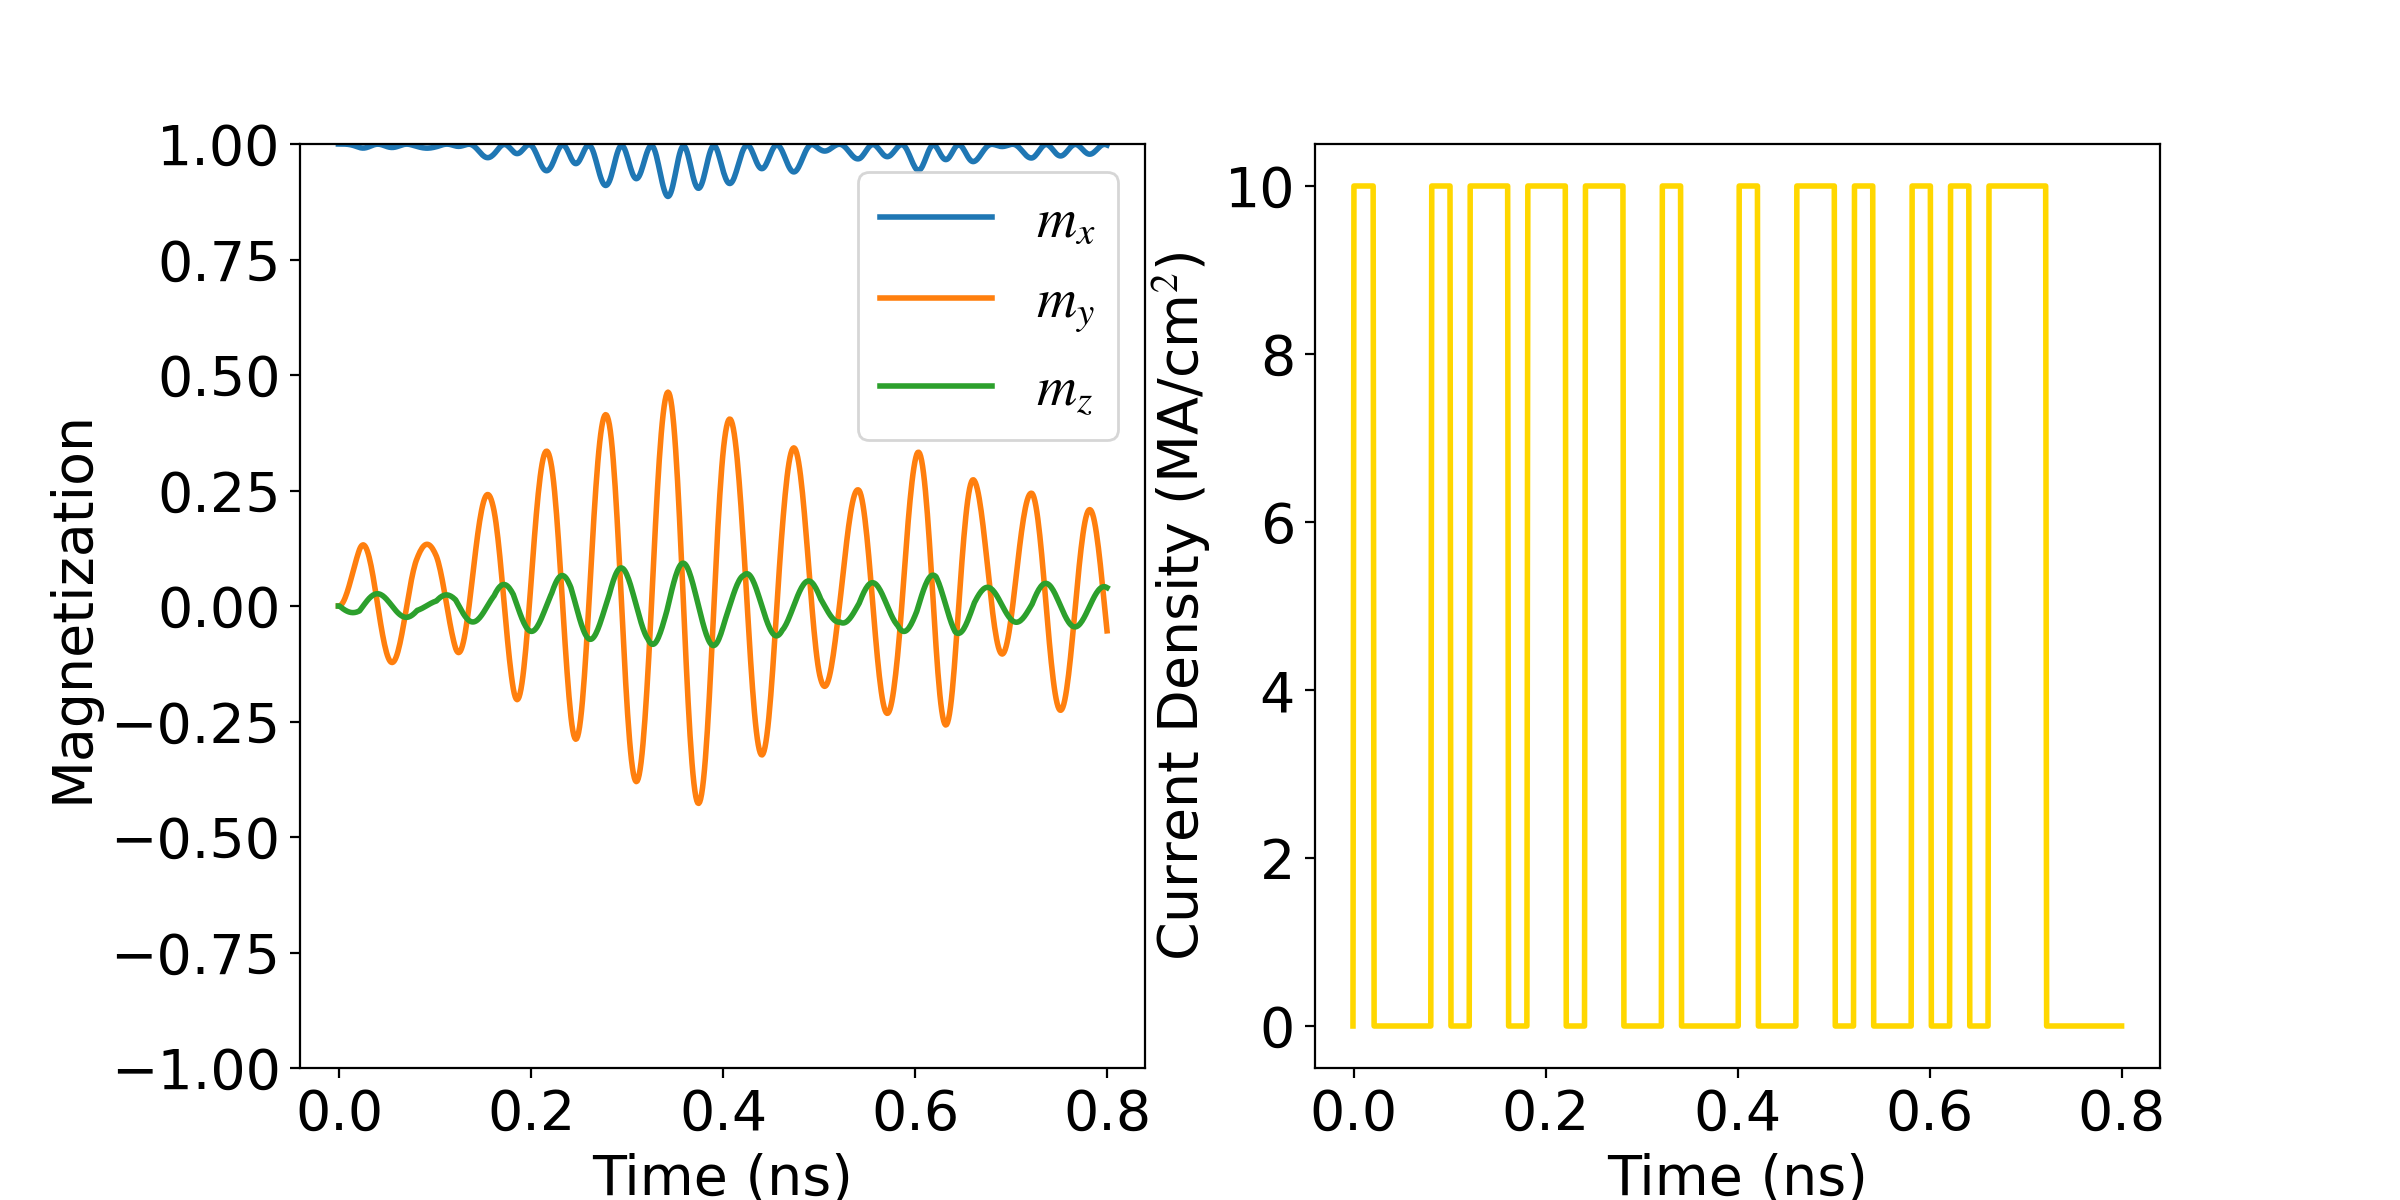 Magnetization
1.00
0.75
0.50
0.25
0.00
−0.25
−0.50
−0.75
−1.00
0.0 0.2 0.4 0.6 0.8
Time (ns)
m_x
m_y
m_z
Current Density (MA/cm²)
10
8
6
4
2
0
0.0 0.2 0.4 0.6 0.8
Time (ns)